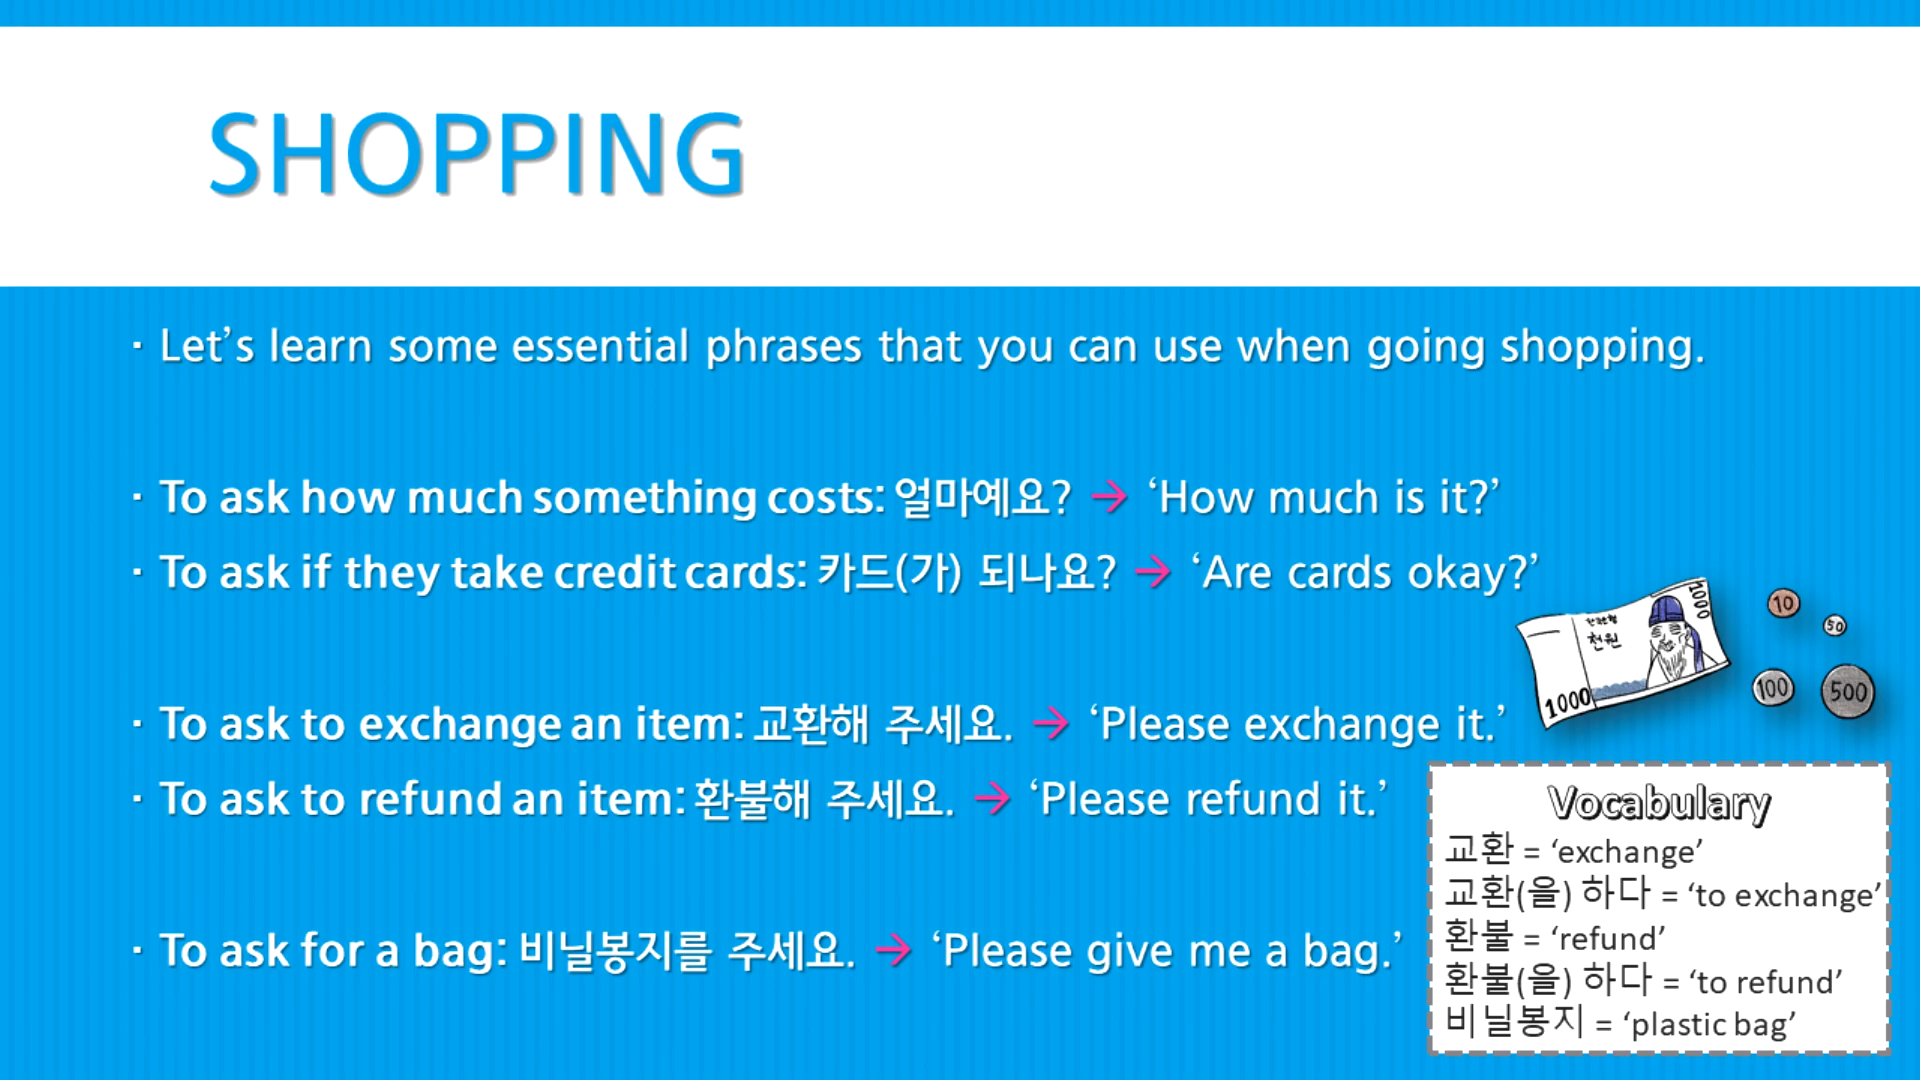 SHOPPING
· Let’s learn some essential phrases that you can use when going shopping.
· To ask how much something costs: 얼마예요? → ‘How much is it?’
· To ask if they take credit cards: 카드(가) 되나요? → ‘Are cards okay?’
1000
한국은행
천원
1000
10
50
100
500
· To ask to exchange an item: 교환해 주세요. → ‘Please exchange it.’
· To ask to refund an item: 환불해 주세요. → ‘Please refund it.’
· To ask for a bag: 비닐봉지를 주세요. → ‘Please give me a bag.’
Vocabulary
교환 = ‘exchange’
교환(을) 하다 = ‘to exchange’
환불 = ‘refund’
환불(을) 하다 = ‘to refund’
비닐봉지 = ‘plastic bag’